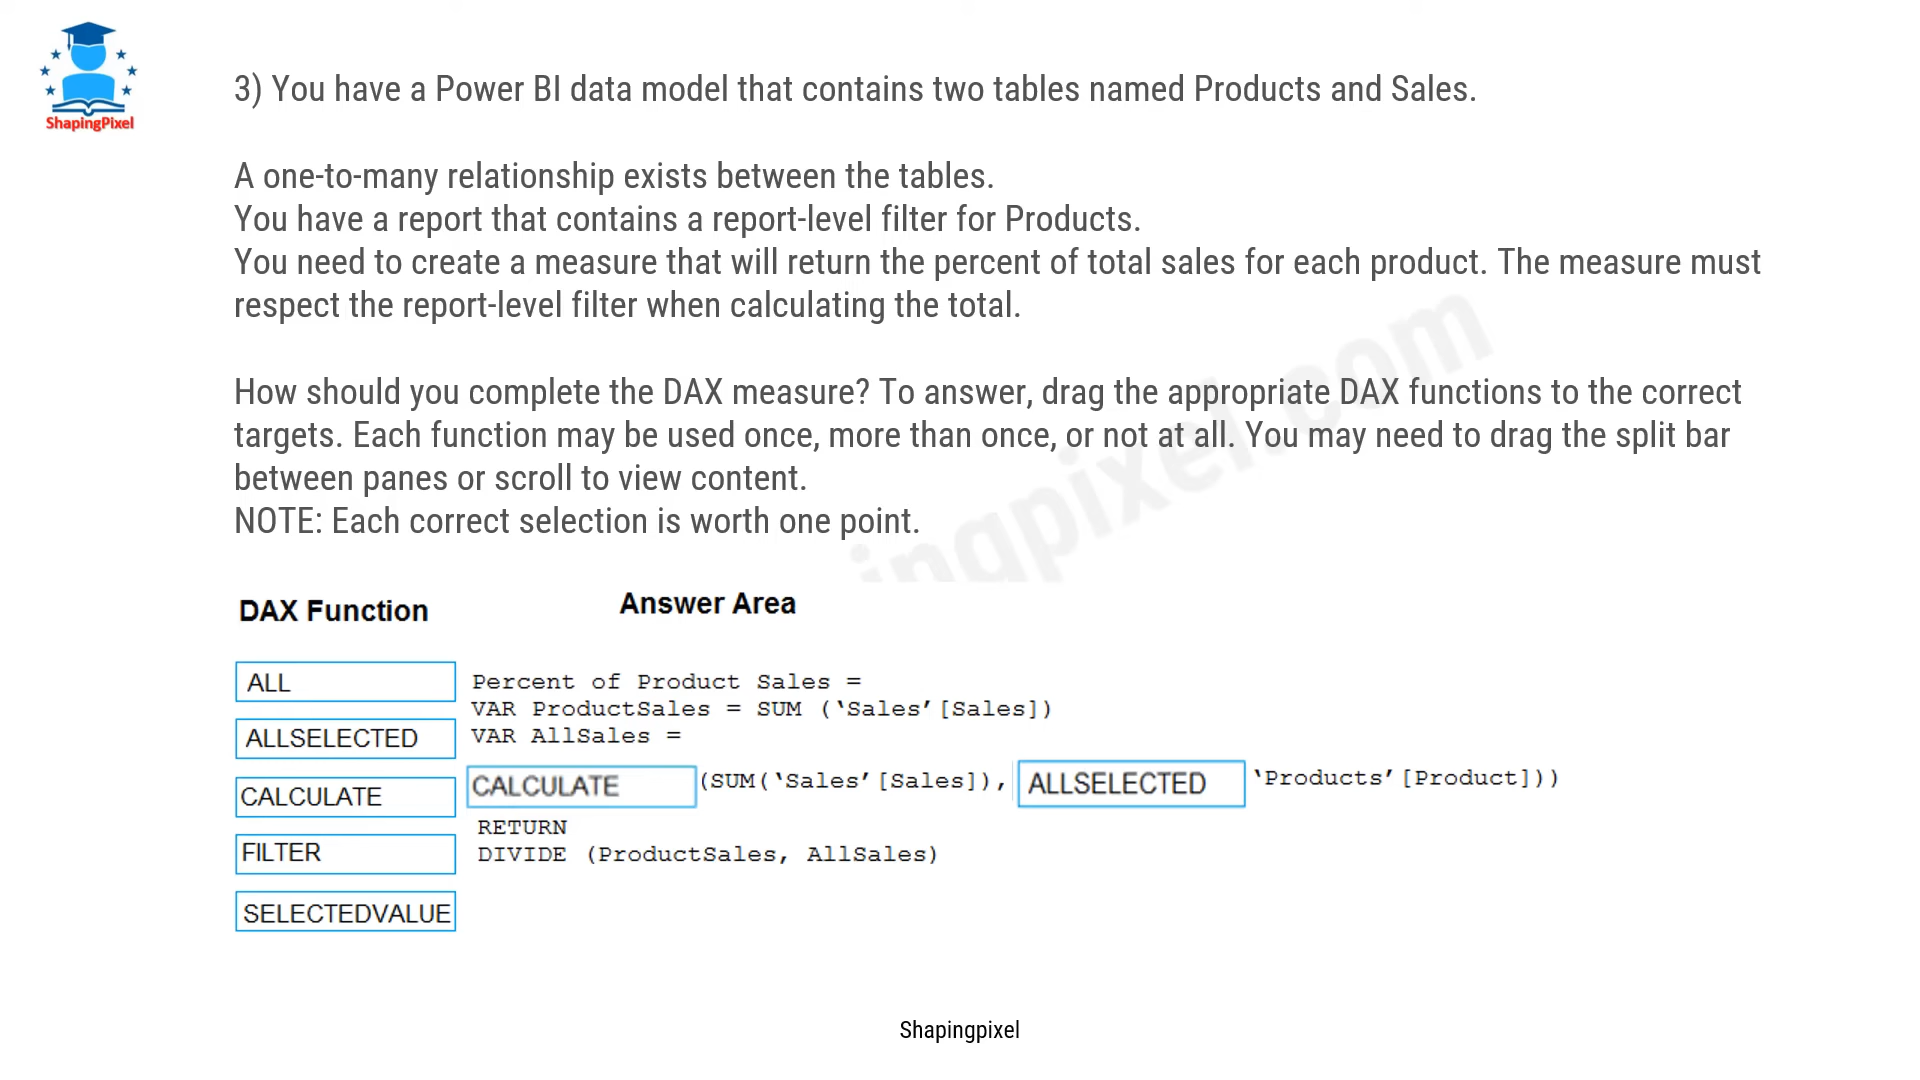 ShapingPixel
3) You have a Power BI data model that contains two tables named Products and Sales.
A one-to-many relationship exists between the tables.
You have a report that contains a report-level filter for Products.
You need to create a measure that will return the percent of total sales for each product. The measure must
respect the report-level filter when calculating the total.
How should you complete the DAX measure? To answer, drag the appropriate DAX functions to the correct
targets. Each function may be used once, more than once, or not at all. You may need to drag the split bar
between panes or scroll to view content.
NOTE: Each correct selection is worth one point.
ingpixel.com
DAX Function
Answer Area
ALL
ALLSELECTED
CALCULATE
FILTER
SELECTEDVALUE
Percent of Product Sales =
VAR ProductSales = SUM (‘Sales’[Sales])
VAR AllSales =
CALCULATE (SUM(‘Sales’[Sales]), ALLSELECTED ‘Products’[Product]))
RETURN
DIVIDE (ProductSales, AllSales)
Shapingpixel